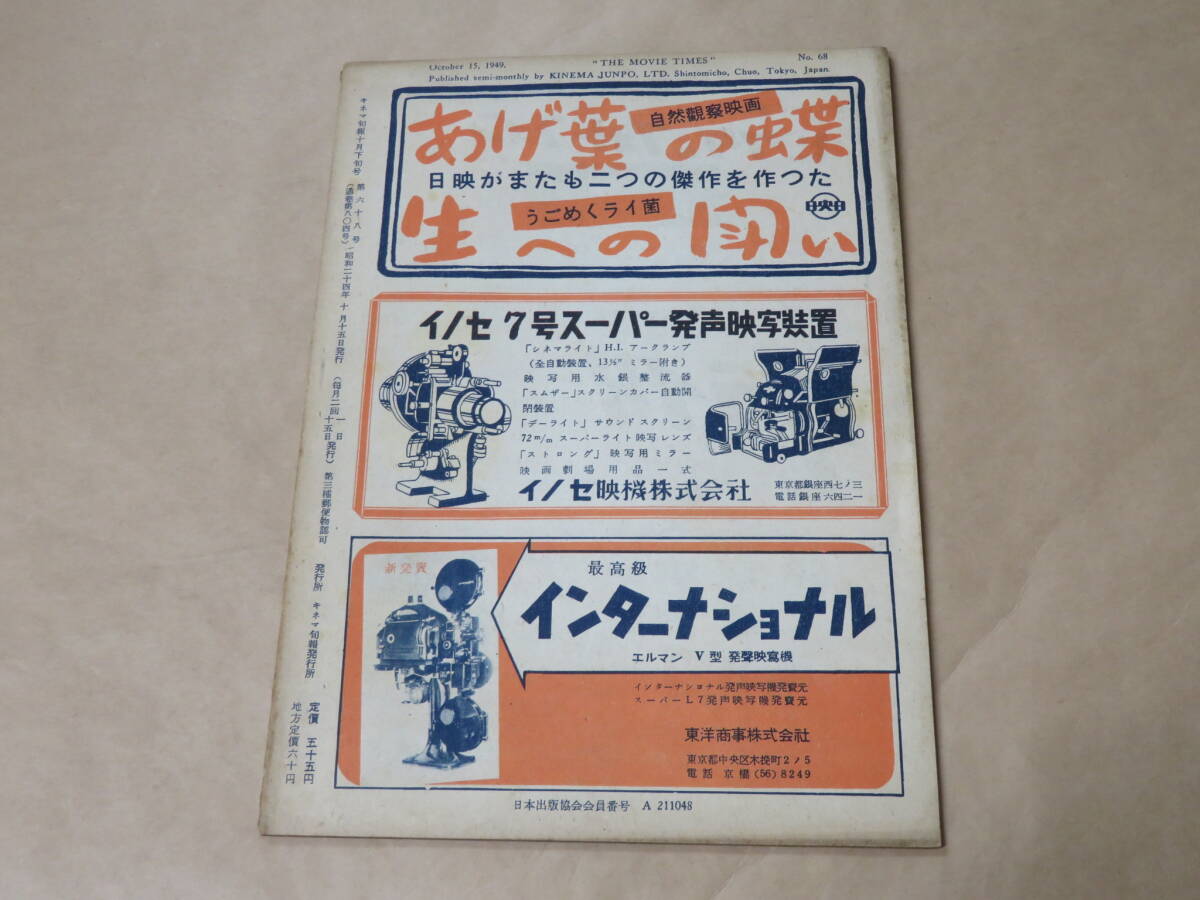 October 15, 1949. "THE MOVIE TIMES" No. 68
Published semi-monthly by KINEMA JUNPO, LTD. Shintomicho, Chuo, Tokyo, Japan.
自然觀察映画
あげ葉の蝶
日映がまたも二つの傑作を作つた
うごめくライ菌
生への闘い
日映
イノセ7号スーパー発声映写裝置
「シネマライト」H.I. アークランプ
(全自動裝置、13⅝" ミラー附き)
映写用水銀整流器
「スムザー」スクリーンカバー自動開
閉裝置
「デーライト」サウンドスクリーン
72m/m スーパーライト映写レンズ
「ストロング」映写用ミラー
映画劇場用品一式
イノセ映機株式会社
東京都銀座西七ノ三
電話銀座六四二一
新発賣
最高級
インターナショナル
エルマン V型 発聲映寫機
インターナショナル発声映写機発賣元
スーパーL7発声映写機発賣元
東洋商事株式会社
東京都中央区木挽町2ノ5
電話 京橋 (56) 8249
日本出版協会会員番号 A 211048
キネマ旬報十月下旬号 第六十八号 (通巻第八〇四号) 昭和二十四年十月十五日発行 (毎月二回一日十五日発行) 第三種郵便物認可 発行所 キネマ旬報発行所 定價 五十五円
地方定價六十円